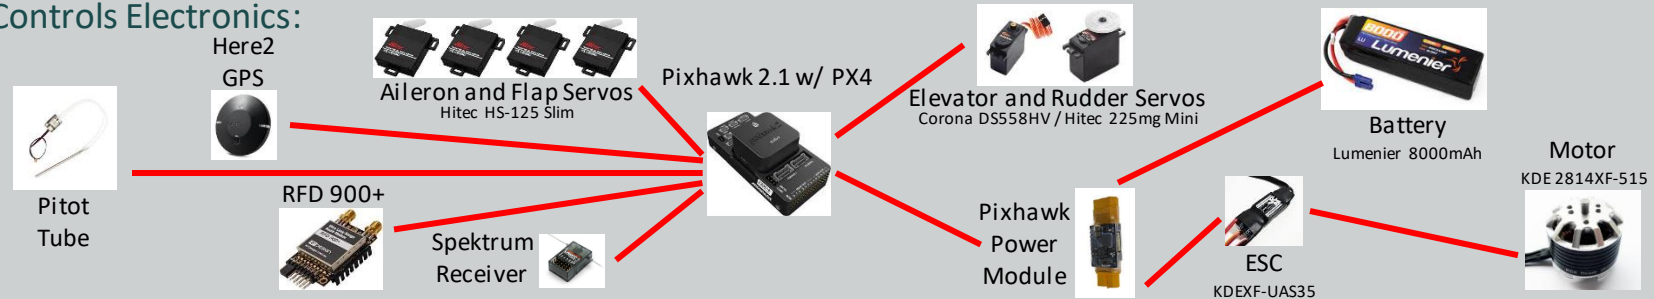 Controls Electronics:
Here2
GPS
Aileron and Flap Servos
Hitec HS-125 Slim
Pixhawk 2.1 w/ PX4
Elevator and Rudder Servos
Corona DS558HV / Hitec 225mg Mini
8000
Lumenier
Battery
Lumenier 8000mAh
Motor
KDE 2814XF-515
Pitot
Tube
RFD 900+
Spektrum
Receiver
Pixhawk
Power
Module
ESC
KDEXF-UAS35